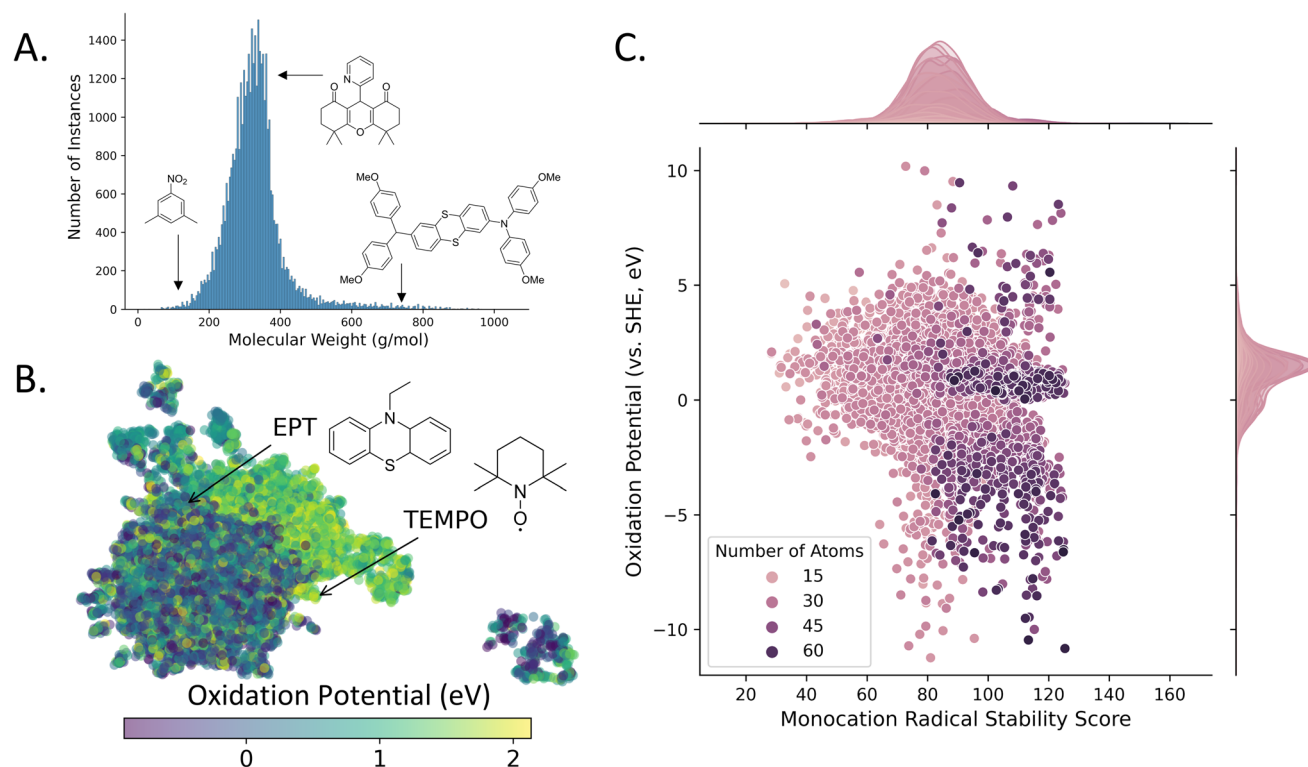 A.
Number of Instances
1400
1200
1000
800
600
400
200
0
0 200 400 600 800 1000
Molecular Weight (g/mol)
NO2
N
O O
O
MeO
OMe
S
S
N
MeO
OMe
B.
EPT
N
S
TEMPO
N
O
Oxidation Potential (eV)
0 1 2
C.
Oxidation Potential (vs. SHE, eV)
10
5
0
−5
−10
Number of Atoms
15
30
45
60
20 40 60 80 100 120 140 160
Monocation Radical Stability Score